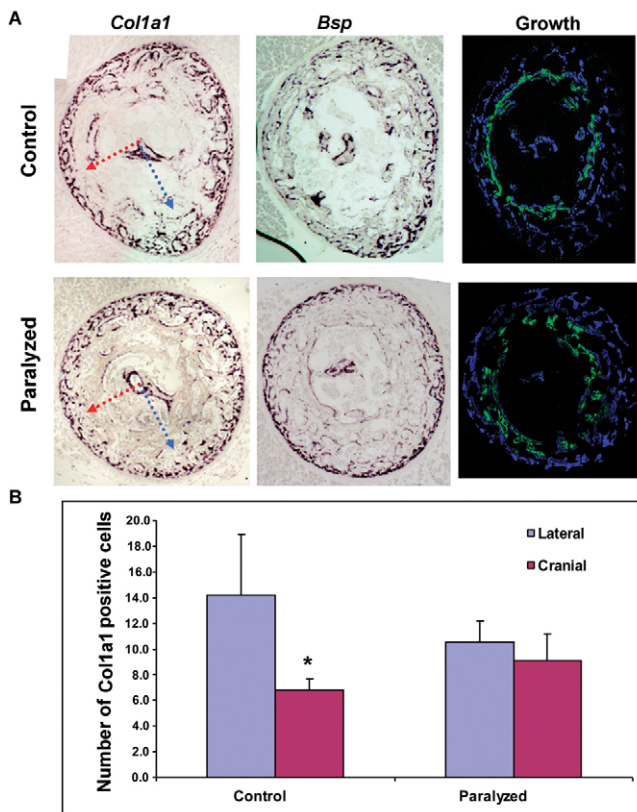 A
Col1a1
Bsp
Growth
Control
Paralyzed
B
Number of Col1a1 positive cells
20.0
18.0
16.0
14.0
12.0
10.0
8.0
6.0
4.0
2.0
0.0
Lateral
Cranial
*
Control
Paralyzed